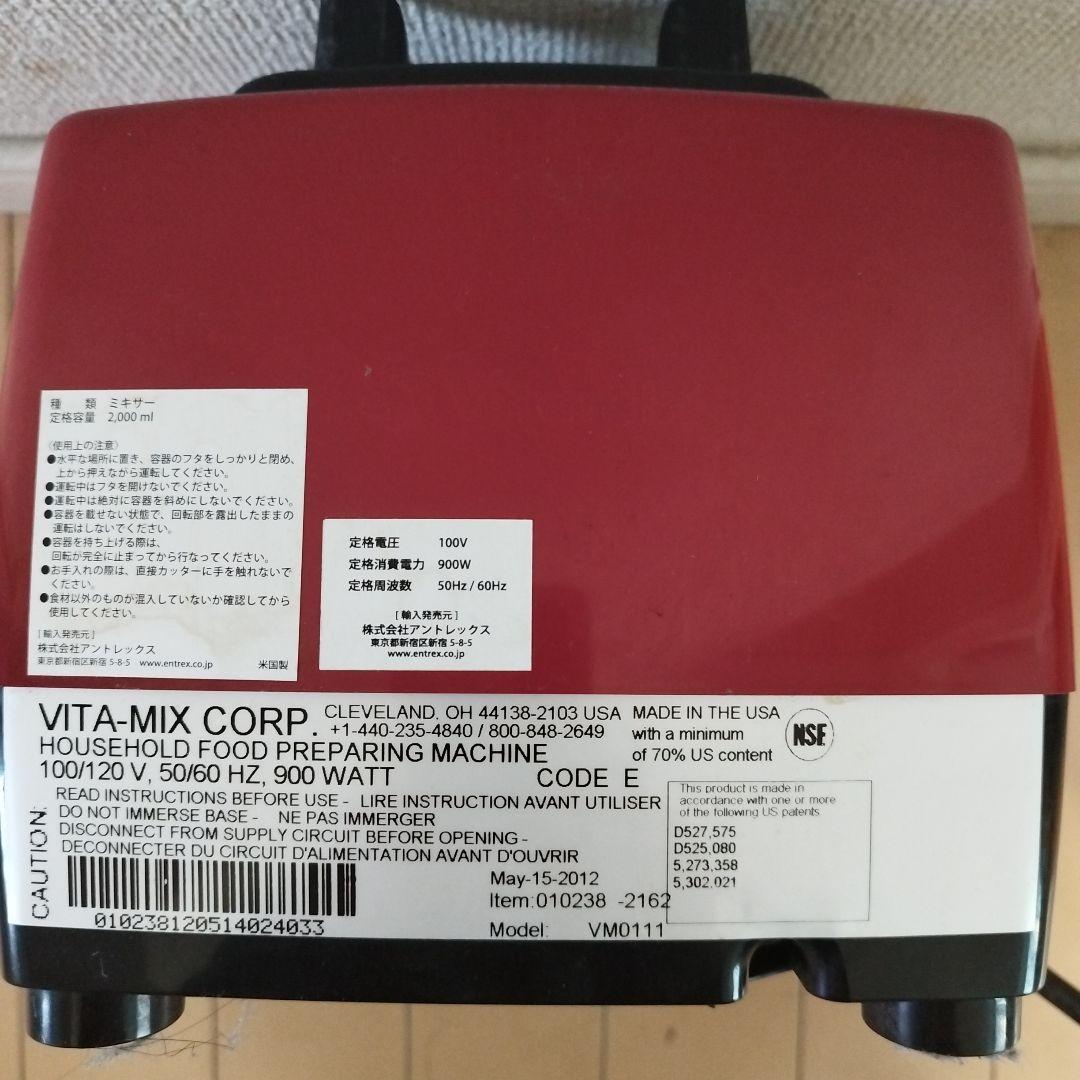 種　類　ミキサー
定格容量　2,000 ml
〈使用上の注意〉
●水平な場所に置き、容器のフタをしっかりと閉め、
上から押えながら運転してください。
●運転中はフタを開けないでください。
●運転中は絶対に容器を斜めにしないでください。
●容器を載せない状態で、回転部を露出したままの
運転はしないでください。
●容器を持ち上げる際は、
回転が完全に止まってから行なってください。
●お手入れの際は、直接カッターに手を触れないで
ください。
●食材以外のものが混入していないか確認してから
使用してください。
[ 輸入発売元 ]
株式会社アントレックス
東京都新宿区新宿 5-8-5　www.entrex.co.jp　米国製
定格電圧　100V
定格消費電力　900W
定格周波数　50Hz / 60Hz
[ 輸入発売元 ]
株式会社アントレックス
東京都新宿区新宿 5-8-5
www.entrex.co.jp
VITA-MIX CORP. CLEVELAND, OH 44138-2103 USA
+1-440-235-4840 / 800-848-2649
HOUSEHOLD FOOD PREPARING MACHINE
100/120 V, 50/60 HZ, 900 WATT CODE E
MADE IN THE USA
with a minimum
of 70% US content
NSF
CAUTION:
READ INSTRUCTIONS BEFORE USE - LIRE INSTRUCTION AVANT UTILISER
DO NOT IMMERSE BASE - NE PAS IMMERGER
DISCONNECT FROM SUPPLY CIRCUIT BEFORE OPENING -
DECONNECTER DU CIRCUIT D'ALIMENTATION AVANT D'OUVRIR
010238120514024033
May-15-2012
Item:010238 -2162
Model: VM0111
This product is made in
accordance with one or more
of the following US patents
D527,575
D525,080
5,273,358
5,302,021